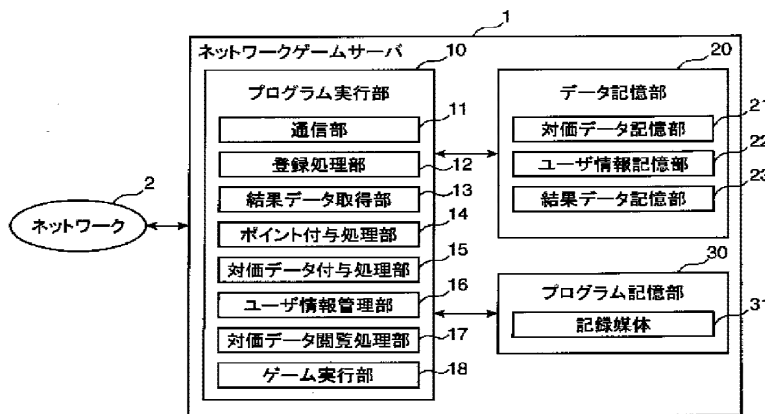 1
ネットワークゲームサーバ
10
プログラム実行部
通信部
11
登録処理部
12
結果データ取得部
13
ポイント付与処理部
14
対価データ付与処理部
15
ユーザ情報管理部
16
対価データ閲覧処理部
17
ゲーム実行部
18
2
ネットワーク
20
データ記憶部
21
対価データ記憶部
22
ユーザ情報記憶部
23
結果データ記憶部
30
プログラム記憶部
31
記録媒体